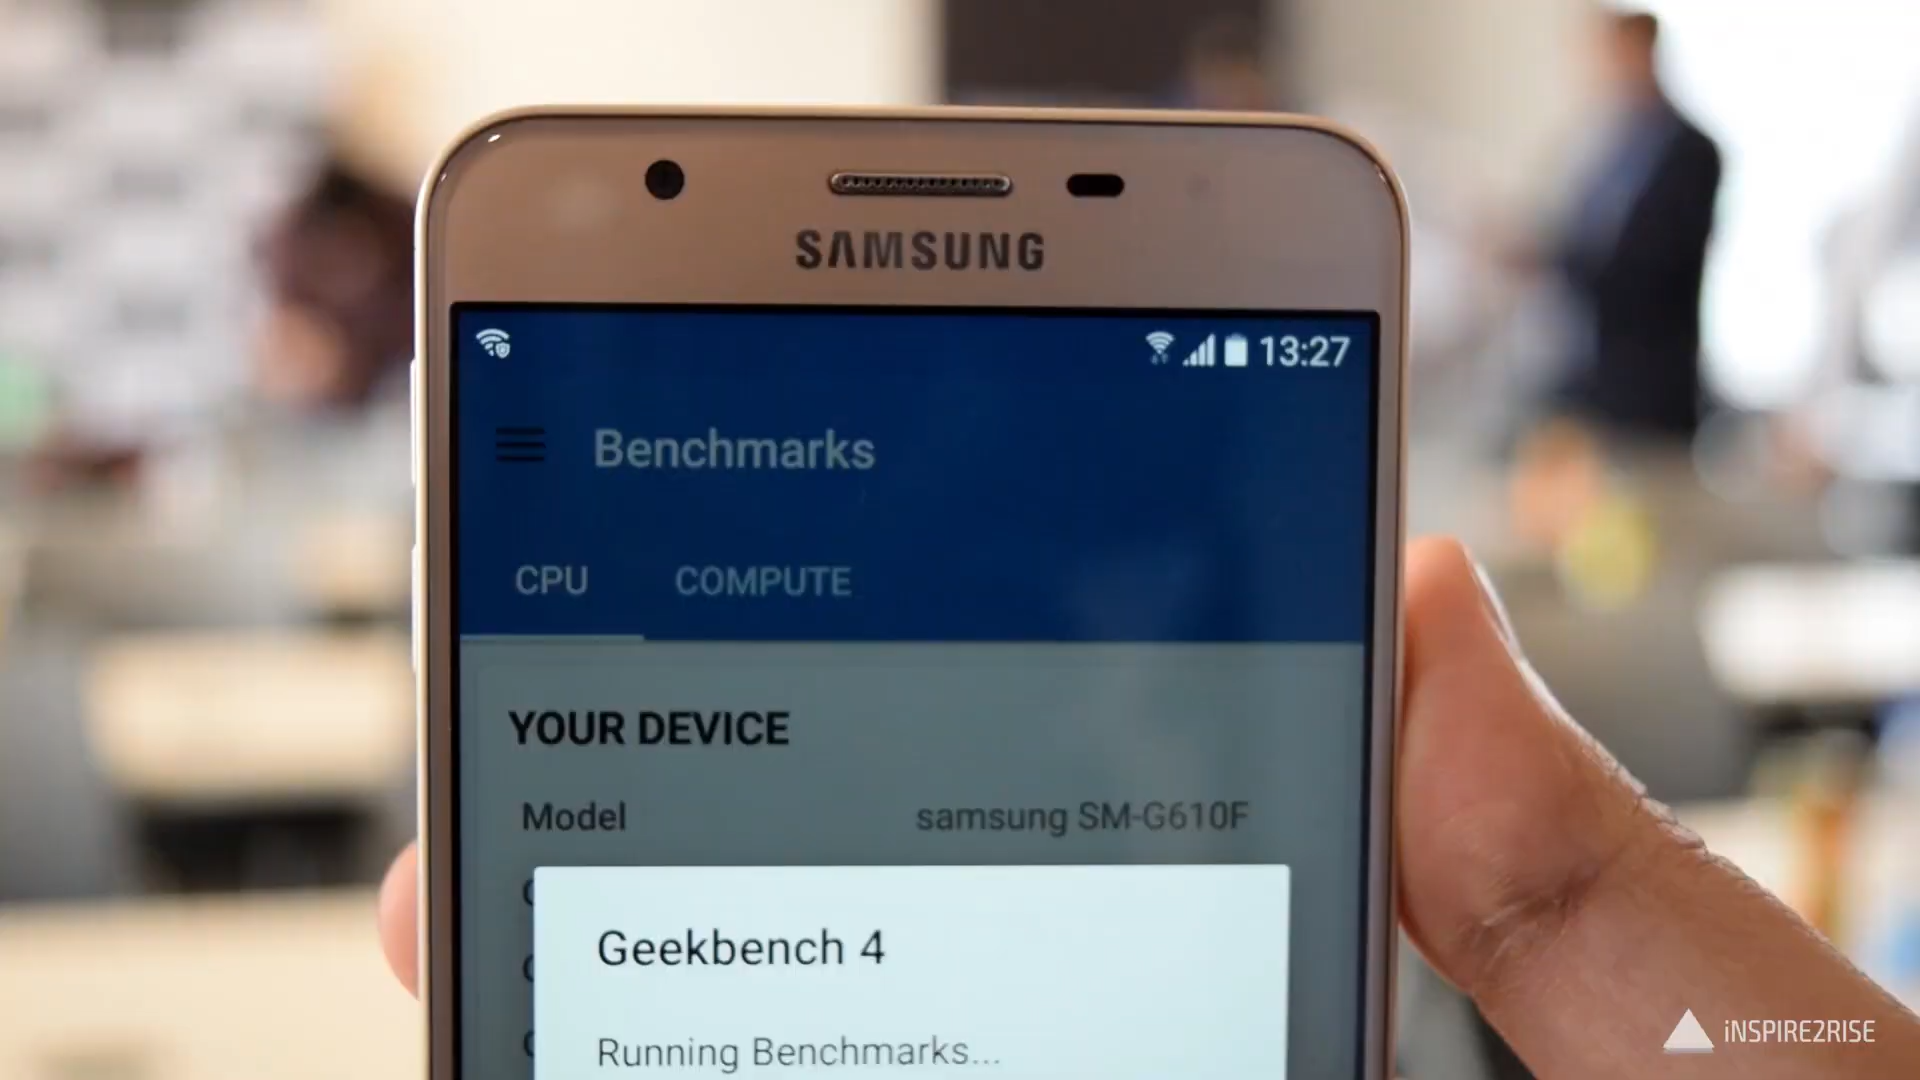 SAMSUNG
13:27
Benchmarks
CPU COMPUTE
YOUR DEVICE
Model samsung SM-G610F
Geekbench 4
Running Benchmarks...
iNSPIRE2RISE